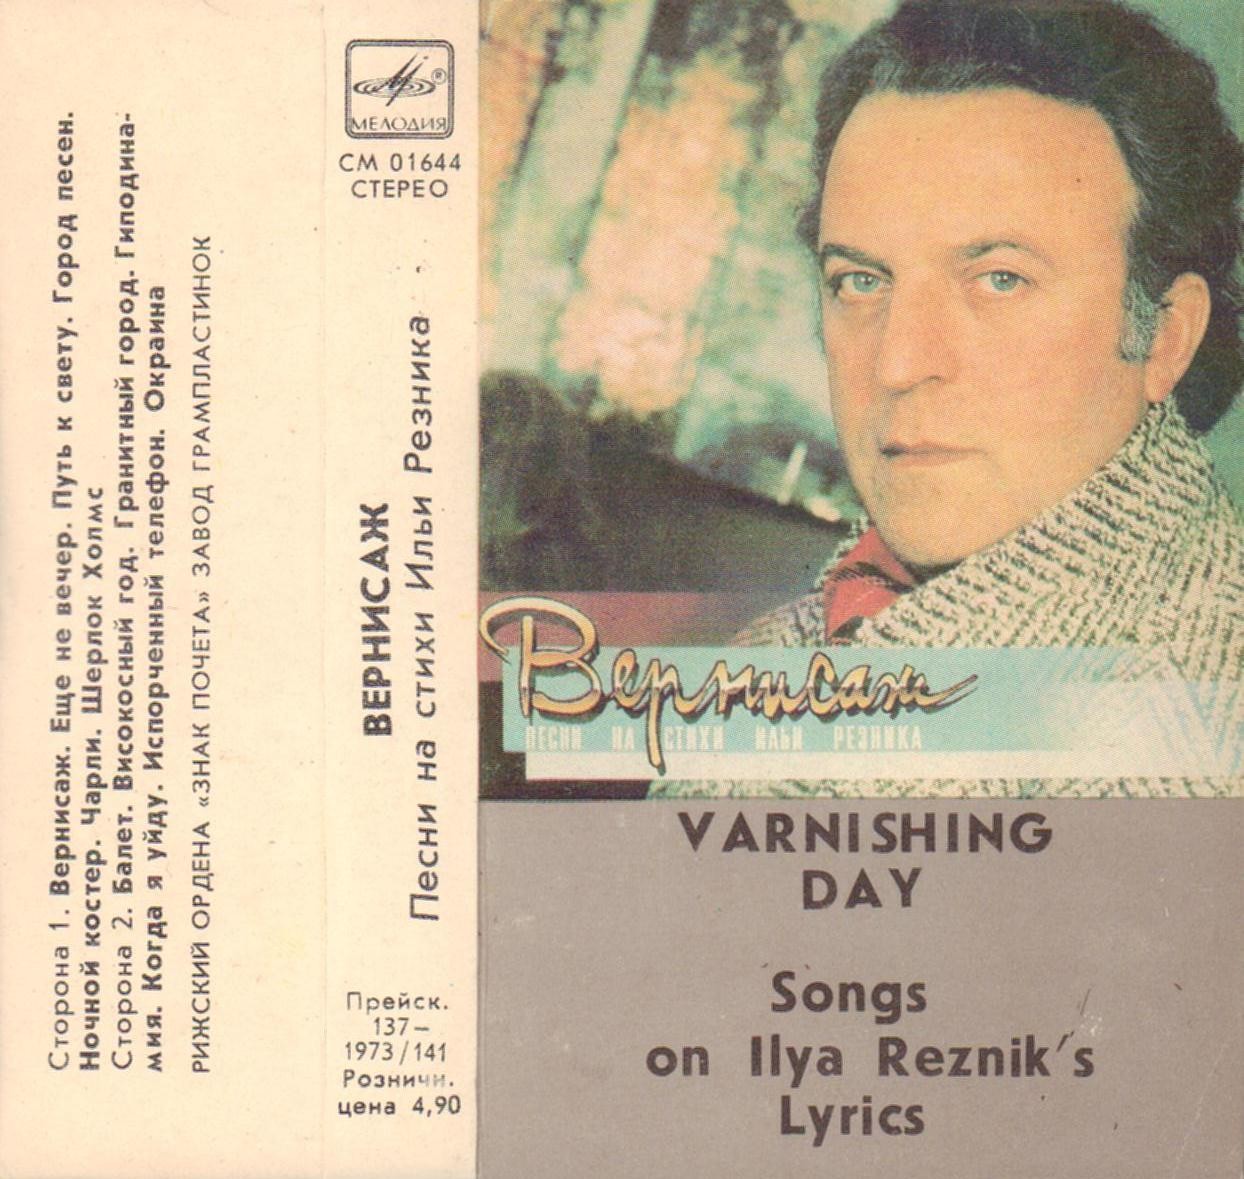 Сторона 1. Вернисаж. Еще не вечер. Путь к свету. Город песен.
Ночной костер. Чарли. Шерлок Холмс
Сторона 2. Балет. Високосный год. Гранитный город. Гиподина-
мия. Когда я уйду. Испорченный телефон. Окраина
РИЖСКИЙ ОРДЕНА «ЗНАК ПОЧЕТА» ЗАВОД ГРАМПЛАСТИНОК
®
МЕЛОДИЯ
СМ 01644
СТЕРЕО
ВЕРНИСАЖ
Песни на стихи Ильи Резника
Прейск.
137—
1973/141
Розничн.
цена 4,90
Вернисаж
ПЕСНИ НА СТИХИ ИЛЬИ РЕЗНИКА
VARNISHING
DAY
Songs
on Ilya Reznik's
Lyrics